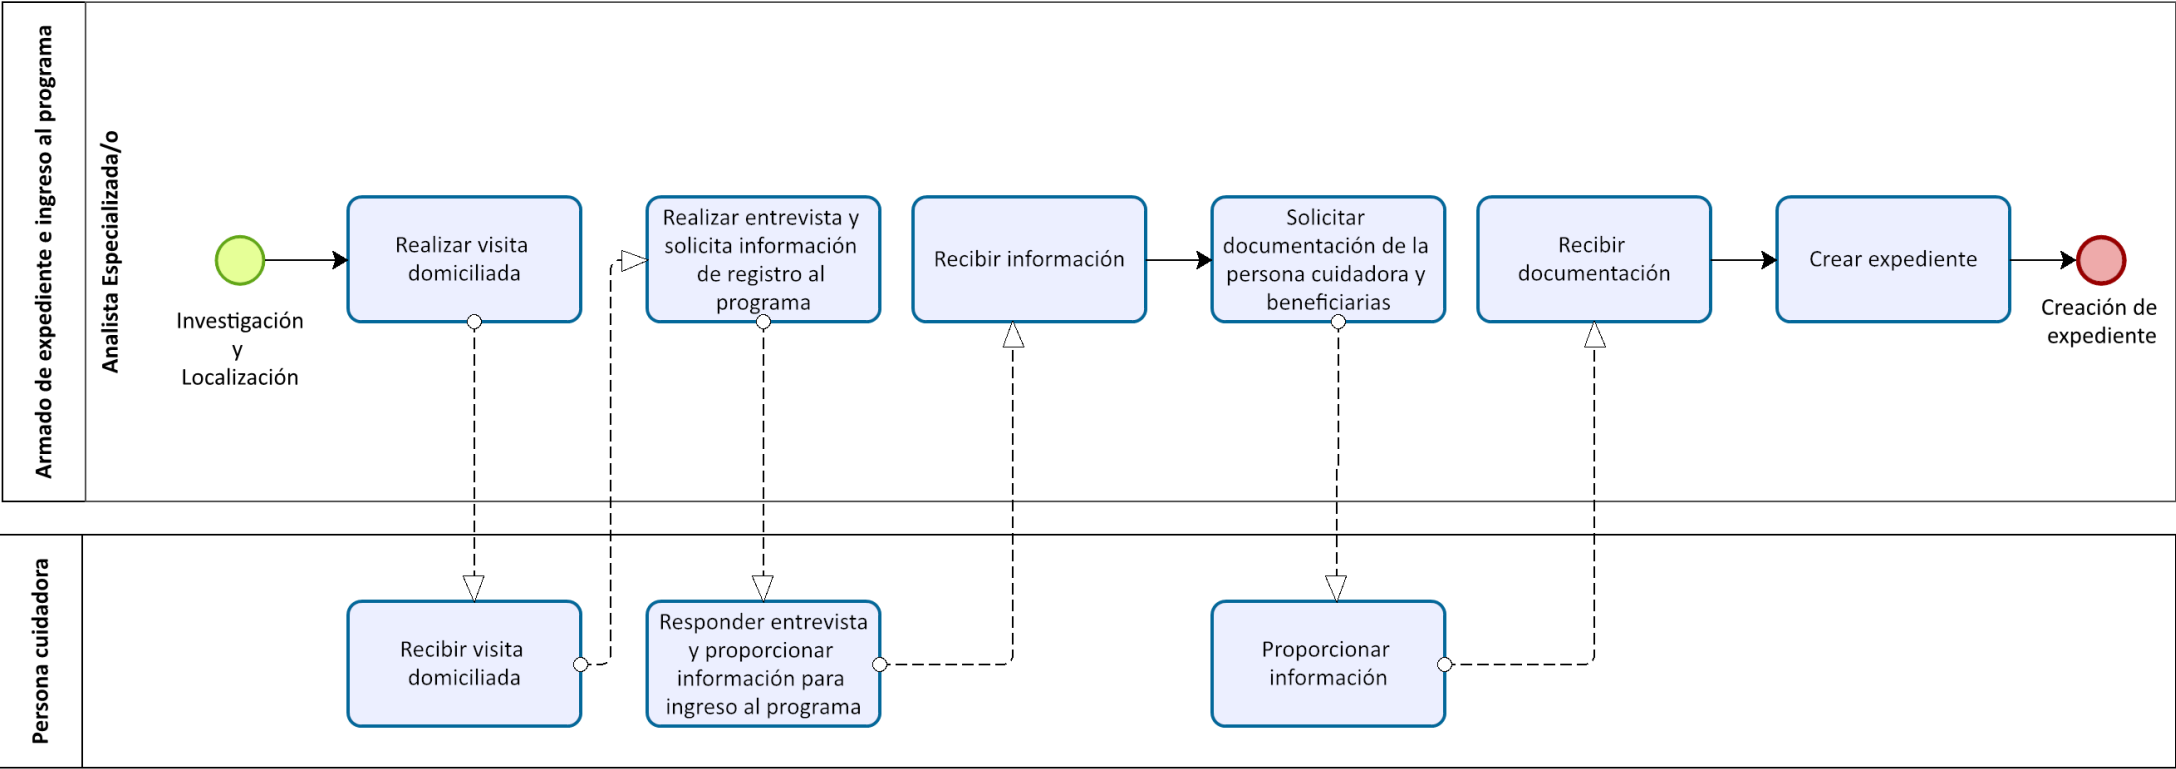 Armado de expediente e ingreso al programa
Analista Especializada/o
Investigación
y
Localización
Realizar visita
domiciliada
Realizar entrevista y
solicita información
de registro al
programa
Recibir información
Solicitar
documentación de la
persona cuidadora y
beneficiarias
Recibir
documentación
Crear expediente
Creación de
expediente
Persona cuidadora
Recibir visita
domiciliada
Responder entrevista
y proporcionar
información para
ingreso al programa
Proporcionar
información